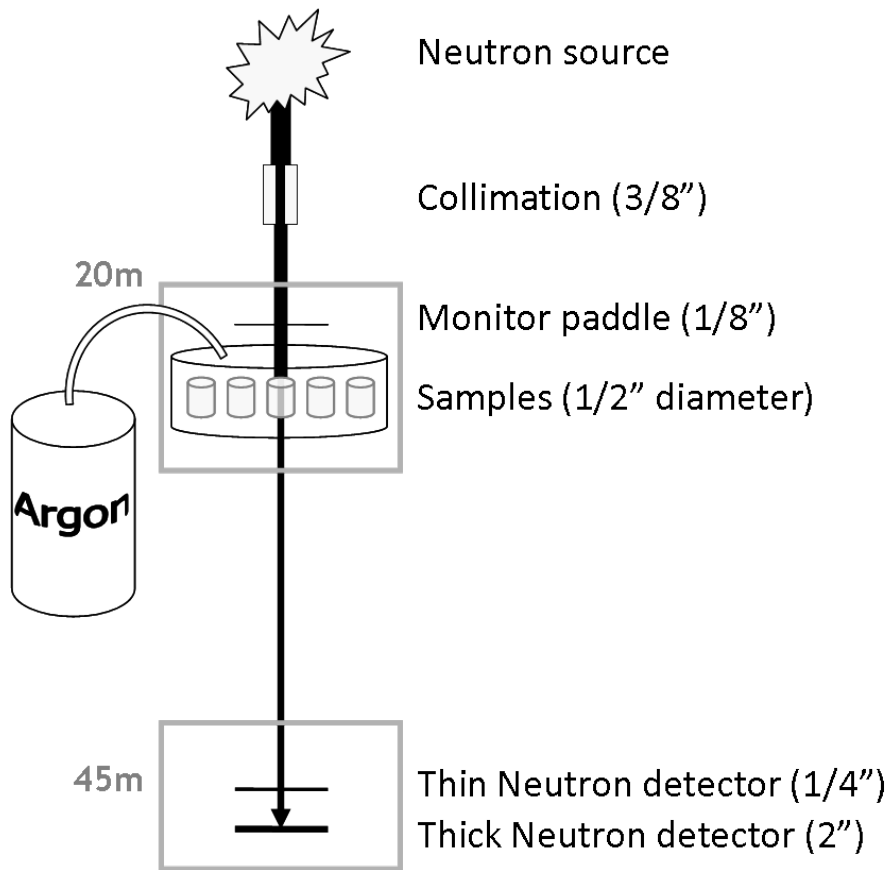 Neutron source
Collimation (3/8”)
20m
Monitor paddle (1/8”)
Samples (1/2” diameter)
Argon
45m
Thin Neutron detector (1/4”)
Thick Neutron detector (2”)